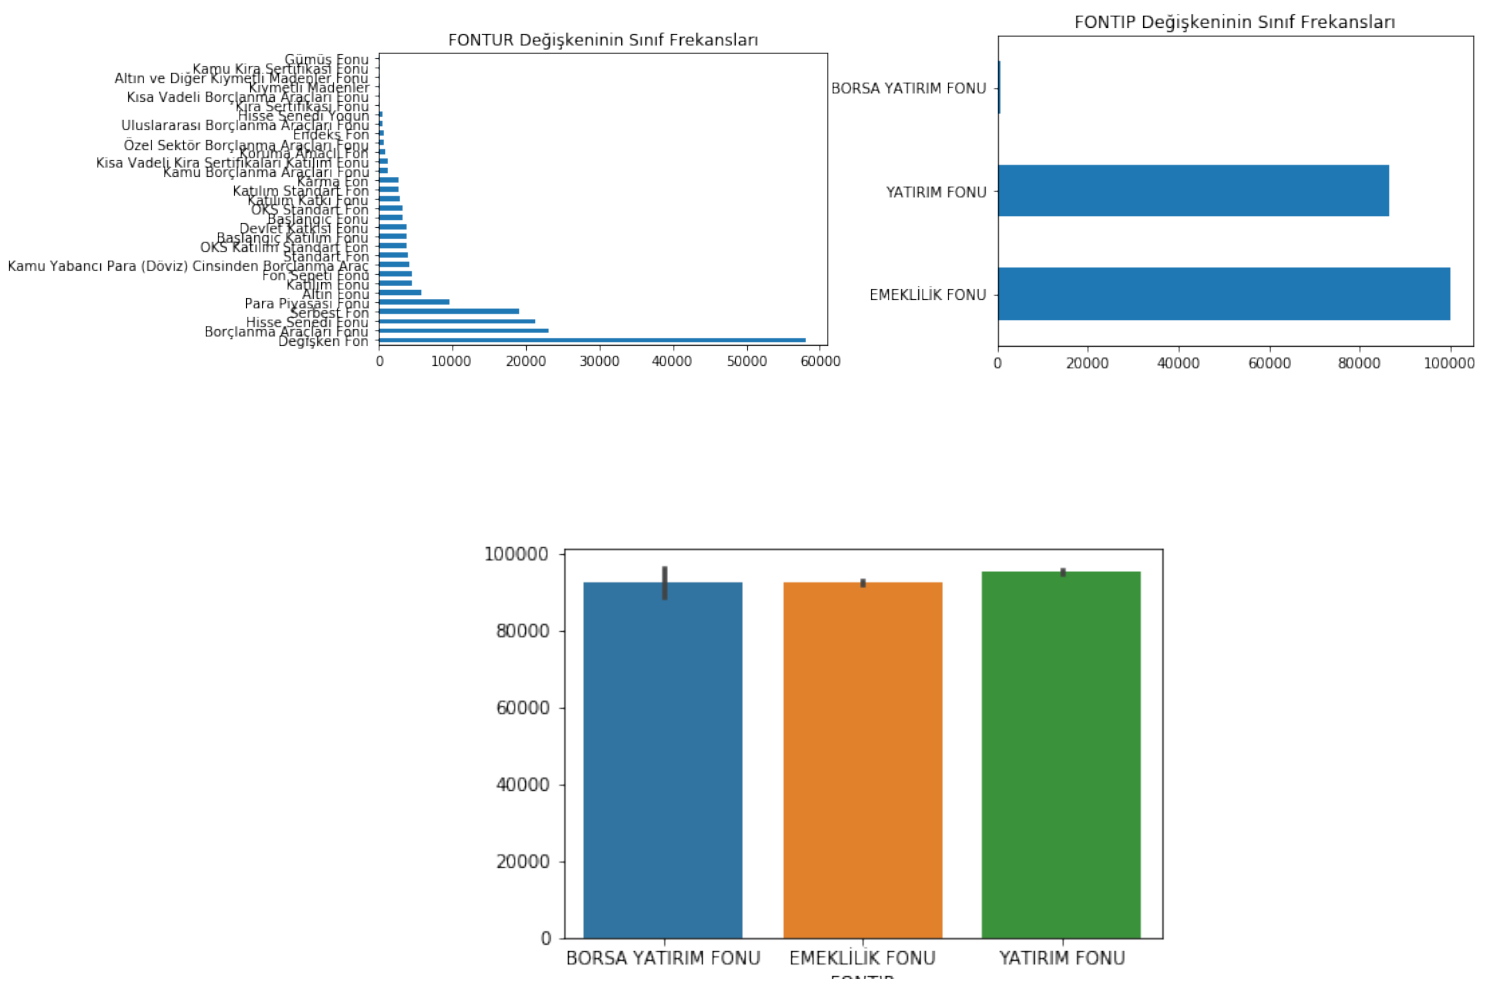 FONTUR Değişkeninin Sınıf Frekansları
Gümüş Fonu
Kamu Kira Sertifikası Fonu
Altın ve Diğer Kıymetli Madenler Fonu
Kıymetli Madenler
Kısa Vadeli Borçlanma Araçları Fonu
Kira Sertifikası Fonu
Hisse Senedi Yoğun
Uluslararası Borçlanma Araçları Fonu
Endeks Fon
Özel Sektör Borçlanma Araçları Fonu
Koruma Amaçlı Fon
Kısa Vadeli Kira Sertifikaları Katılım Fonu
Kamu Borçlanma Araçları Fonu
Karma Fon
Katılım Standart Fon
Katılım Katkı Fonu
OKS Standart Fon
Başlangıç Fonu
Devlet Katkısı Fonu
Başlangıç Katılım Fonu
OKS Katılım Standart Fon
Standart Fon
Kamu Yabancı Para (Döviz) Cinsinden Borçlanma Araç
Fon Sepeti Fonu
Katılım Fonu
Altın Fonu
Para Piyasası Fonu
Serbest Fon
Hisse Senedi Fonu
Borçlanma Araçları Fonu
Değişken Fon
0 10000 20000 30000 40000 50000 60000
FONTIP Değişkeninin Sınıf Frekansları
BORSA YATIRIM FONU
YATIRIM FONU
EMEKLİLİK FONU
0 20000 40000 60000 80000 100000
100000
80000
60000
40000
20000
0
BORSA YATIRIM FONU EMEKLİLİK FONU YATIRIM FONU